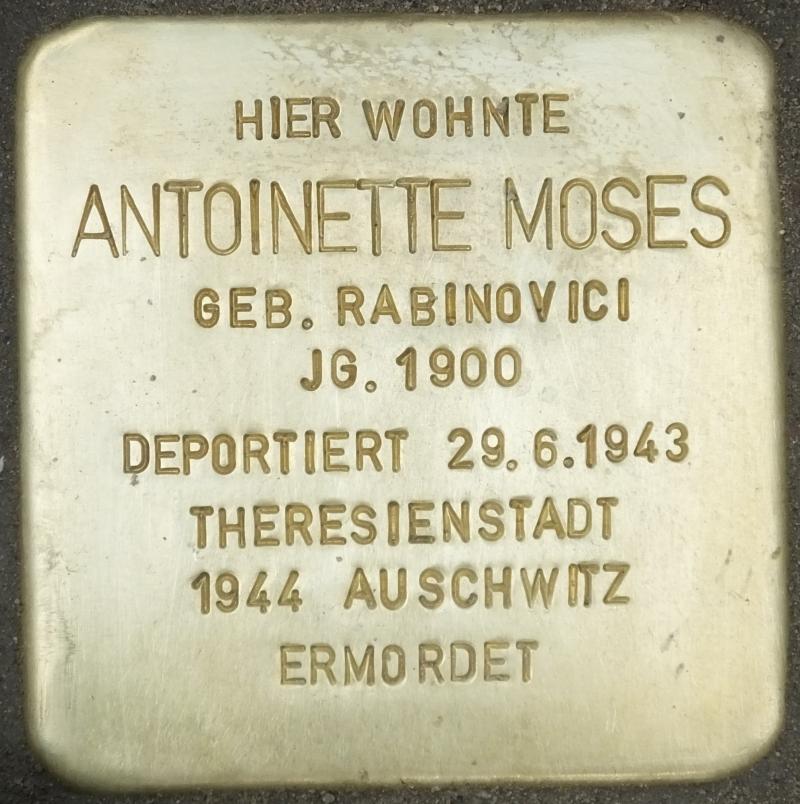 HIER WOHNTE
ANTOINETTE MOSES
GEB. RABINOVICI
JG. 1900
DEPORTIERT 29.6.1943
THERESIENSTADT
1944 AUSCHWITZ
ERMORDET